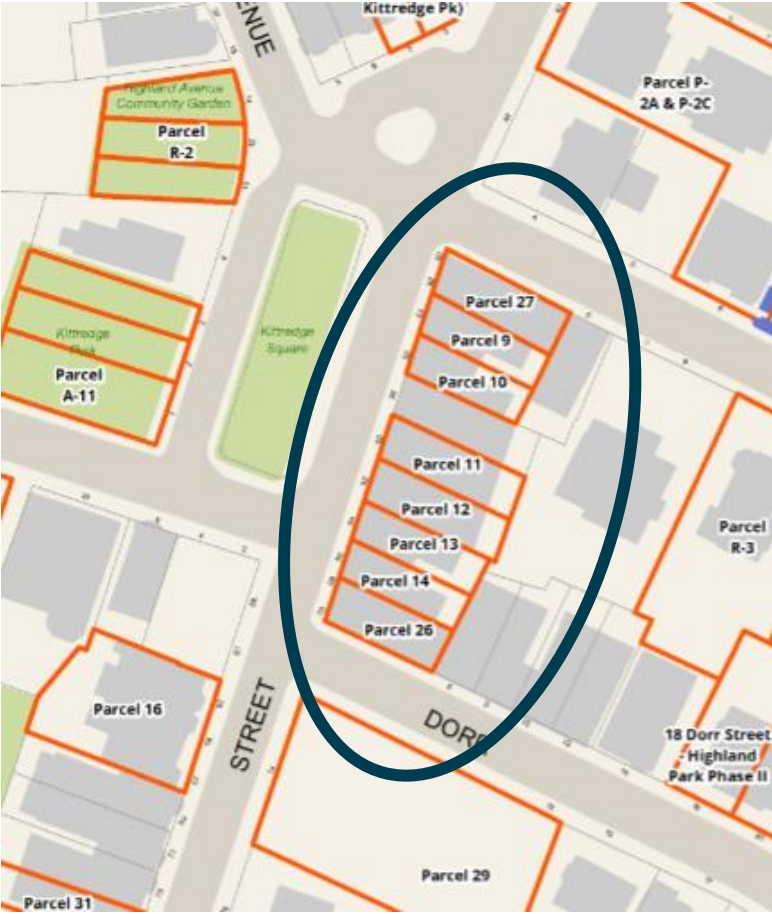 Kittredge Pk)
ENUE
Parcel P-
2A & P-2C
Highland Avenue
Community Garden
Parcel
R-2
Parcel 27
Kittredge
Square
Parcel 9
Kittredge
Park
Parcel
A-11
Parcel 10
Parcel 11
Parcel 12
Parcel
R-3
Parcel 13
Parcel 14
Parcel 26
Parcel 16
STREET
DORR
18 Dorr Street
- Highland
Park Phase II
Parcel 29
Parcel 31